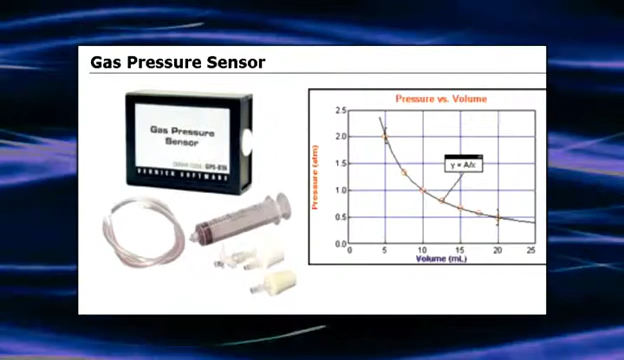 Gas Pressure Sensor
Gas Pressure
Sensor
VERNIER SOFTWARE
Pressure vs. Volume
Pressure (atm)
2.5
2.0
1.5
1.0
0.5
0.0
y = A/x
0 5 10 15 20 25
Volume (mL)